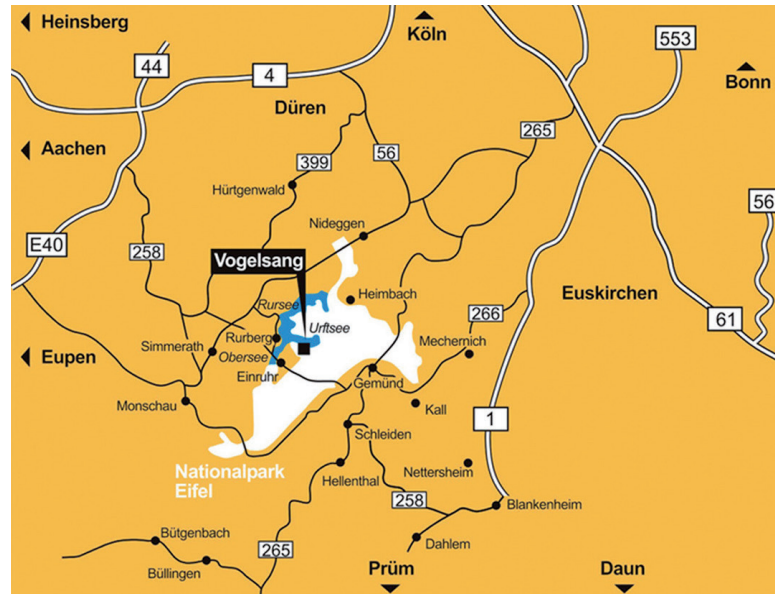 Heinsberg
Köln
553
44
4
Bonn
Düren
265
Aachen
399
56
Hürtgenwald
56
Nideggen
E40
258
Vogelsang
Heimbach
Euskirchen
Rursee
266
61
Urftsee
Rurberg
Mechernich
Simmerath
Obersee
Eupen
Einruhr
Gemünd
Monschau
Kall
1
Schleiden
Nationalpark
Eifel
Hellenthal
Nettersheim
258
Blankenheim
Bütgenbach
Dahlem
265
Büllingen
Prüm
Daun